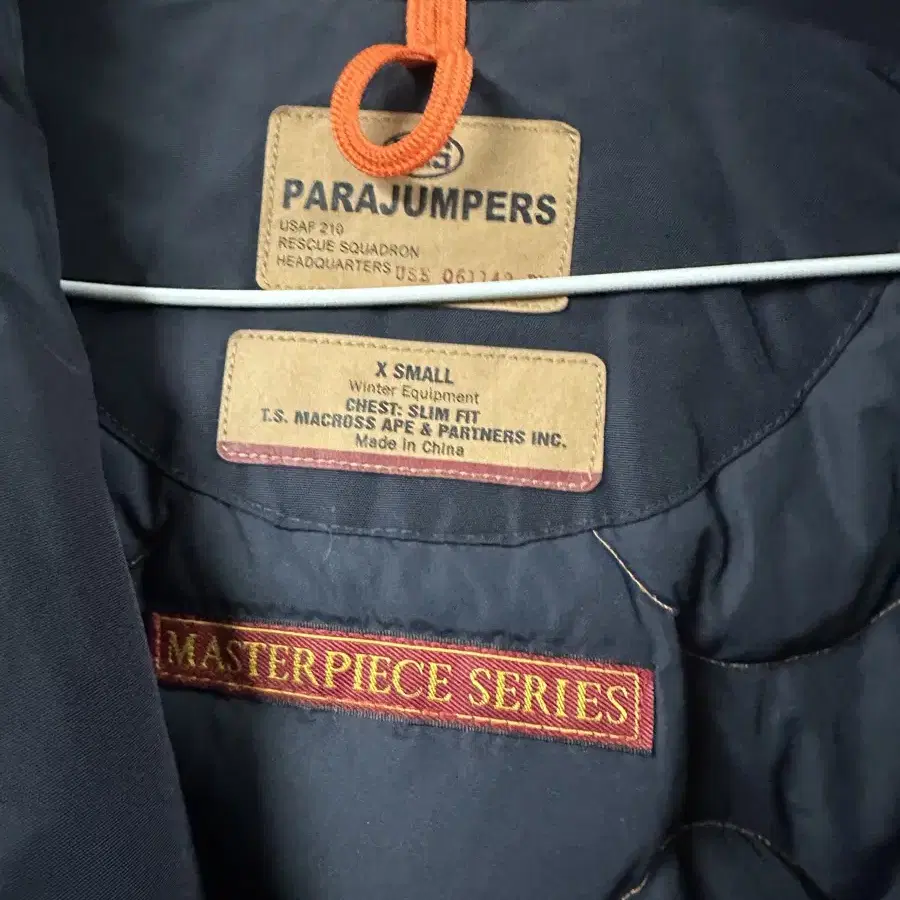 PARAJUMPERS
USAF 210
RESCUE SQUADRON
HEADQUARTERS USE
X SMALL
Winter Equipment
CHEST: SLIM FIT
T.S. MACROSS APE & PARTNERS INC.
Made in China
MASTERPIECE SERIES